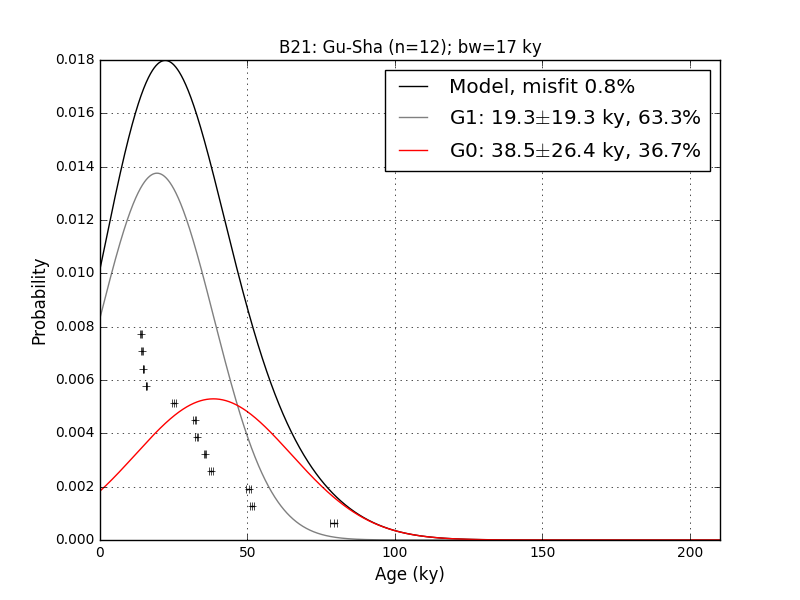 B21: Gu-Sha (n=12); bw=17 ky
Model, misfit 0.8%
G1: 19.3±19.3 ky, 63.3%
G0: 38.5±26.4 ky, 36.7%
0.018
0.016
0.014
0.012
0.010
0.008
0.006
0.004
0.002
0.000
Probability
0 50 100 150 200
Age (ky)